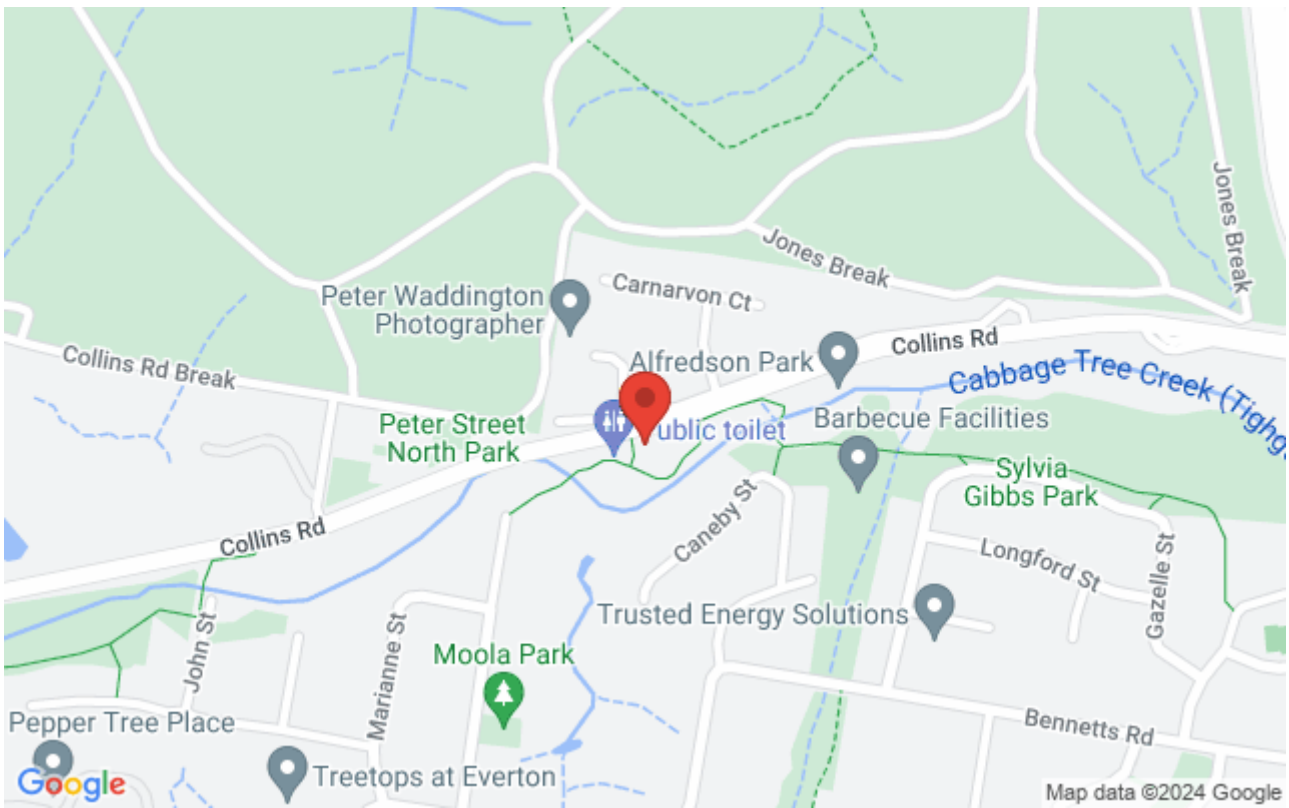 Jones Break
Jones Break
Carnarvon Ct
Peter Waddington
Photographer
Collins Rd
Alfredson Park
Collins Rd Break
Cabbage Tree Creek (Tighg
Peter Street
North Park
ublic toilet
Barbecue Facilities
Sylvia
Gibbs Park
Collins Rd
Caneby St
Longford St
Gazelle St
Trusted Energy Solutions
John St
Marianne St
Moola Park
Pepper Tree Place
Bennetts Rd
Treetops at Everton
Google
Map data ©2024 Google